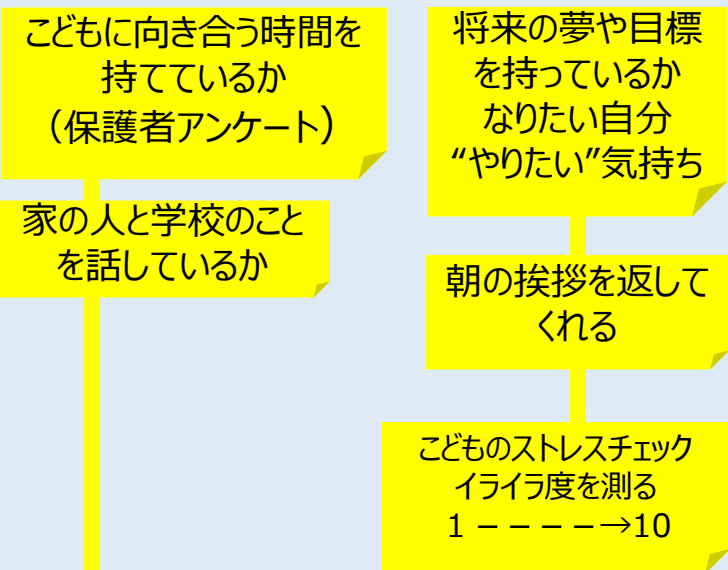 こどもに向き合う時間を
持てているか
（保護者アンケート）
家の人と学校のこと
を話しているか
将来の夢や目標
を持っているか
なりたい自分
“やりたい”気持ち
朝の挨拶を返して
くれる
こどものストレスチェック
イライラ度を測る
1 －－－－→10